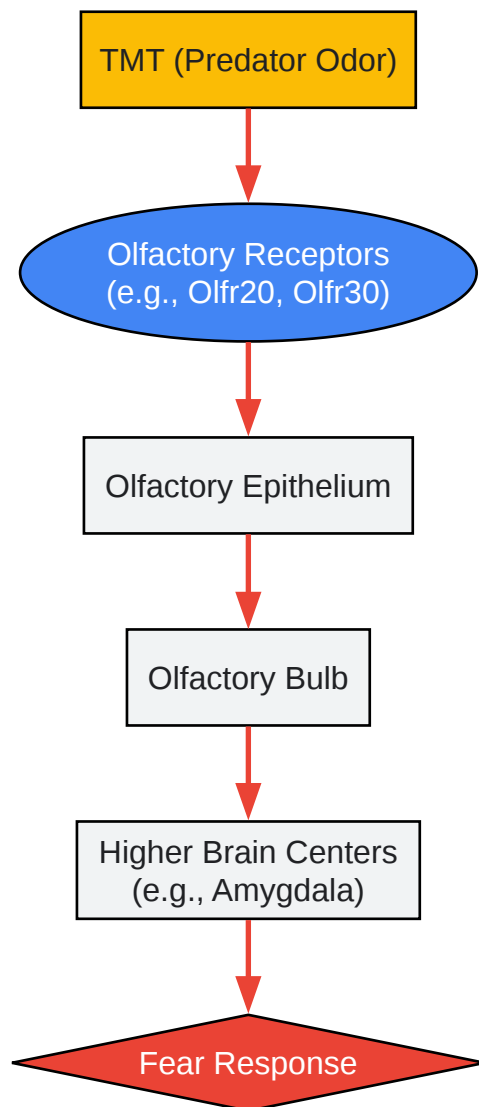 TMT (Predator Odor)
Olfactory Receptors
(e.g., Olfr20, Olfr30)
Olfactory Epithelium
Olfactory Bulb
Higher Brain Centers
(e.g., Amygdala)
Fear Response